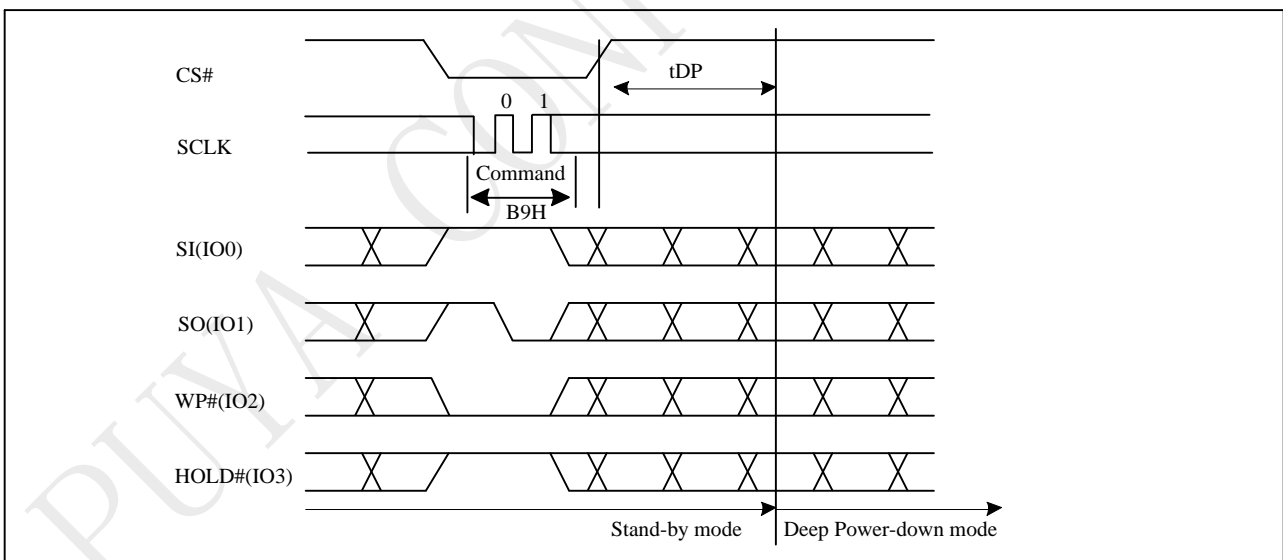 CS#
tDP
0 1
SCLK
Command
B9H
SI(IO0)
SO(IO1)
WP#(IO2)
HOLD#(IO3)
Stand-by mode Deep Power-down mode
PUYA